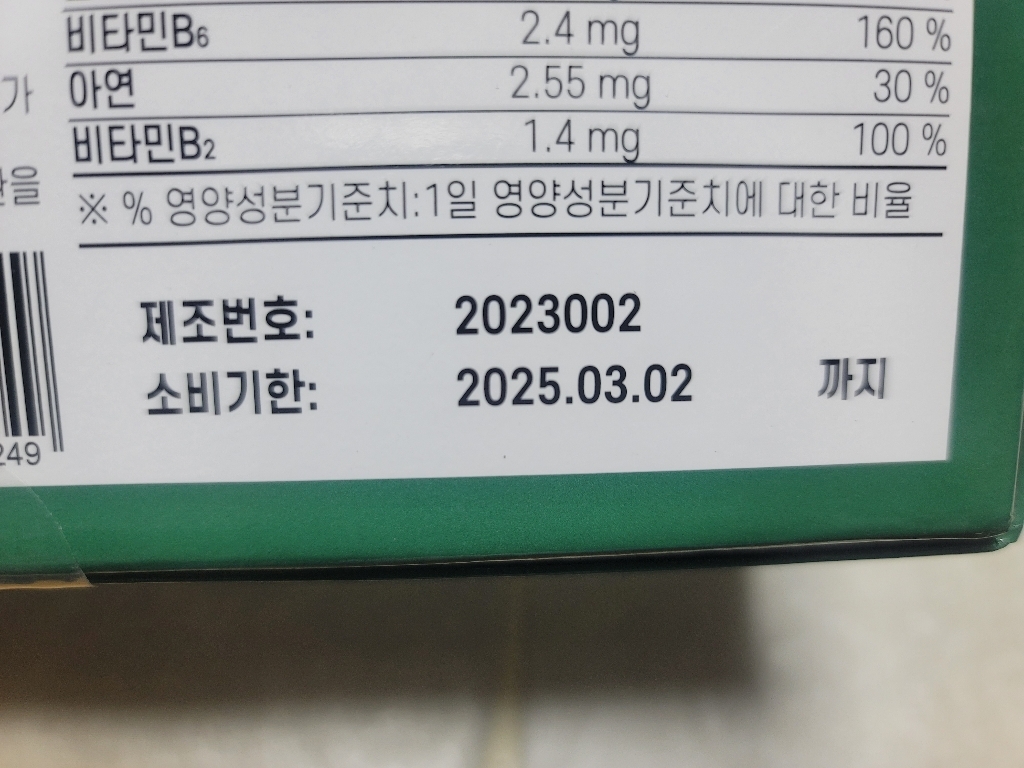 비타민B₆ 2.4 mg 160 %
가
아연 2.55 mg 30 %
비타민B₂ 1.4 mg 100 %
을
※ % 영양성분기준치:1일 영양성분기준치에 대한 비율
제조번호: 2023002
소비기한: 2025.03.02 까지
249